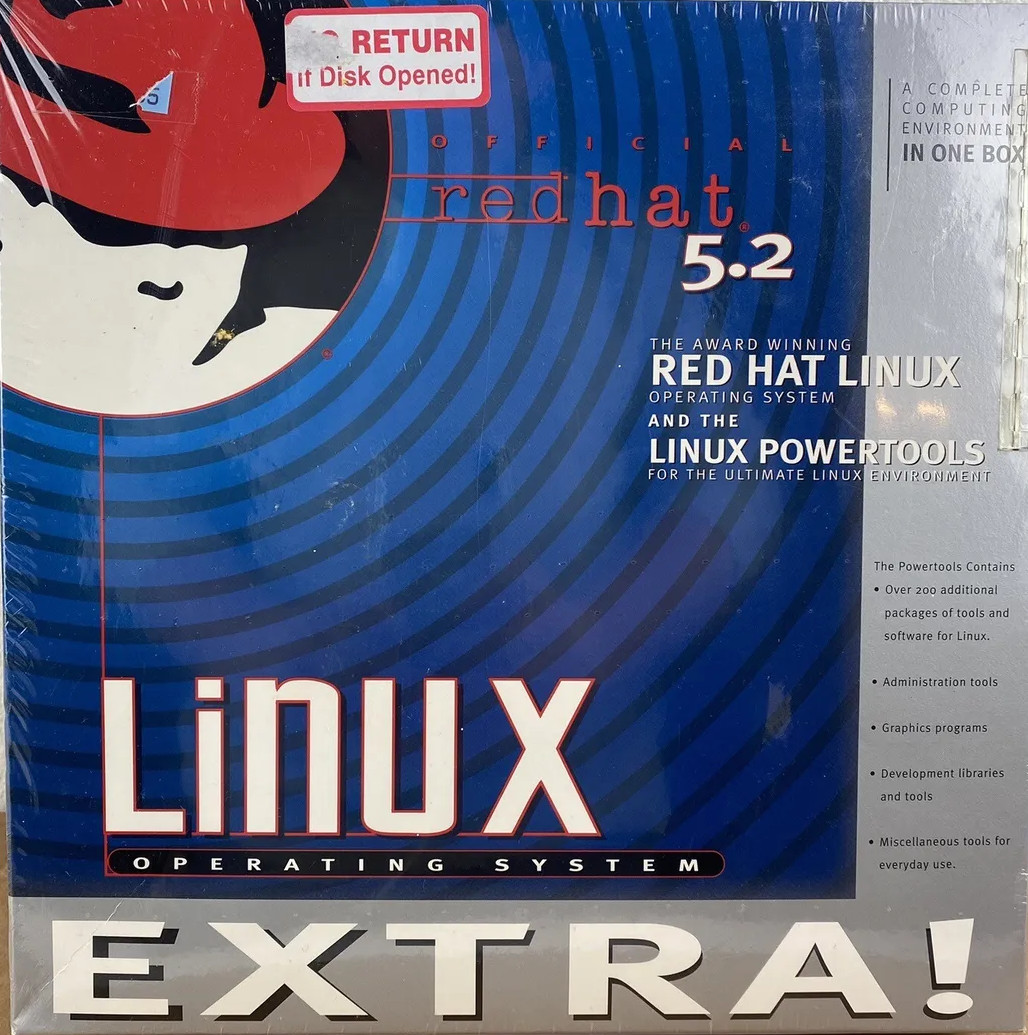 RETURN
if Disk Opened!
OFFICIAL
redhat®
5.2
A COMPLETE
COMPUTING
ENVIRONMENT
IN ONE BOX
THE AWARD WINNING
RED HAT LINUX
OPERATING SYSTEM
AND THE
LINUX POWERTOOLS
FOR THE ULTIMATE LINUX ENVIRONMENT
The Powertools Contains
• Over 200 additional
packages of tools and
software for Linux.
• Administration tools
• Graphics programs
• Development libraries
and tools
• Miscellaneous tools for
everyday use.
LiNUX
OPERATING SYSTEM
EXTRA!